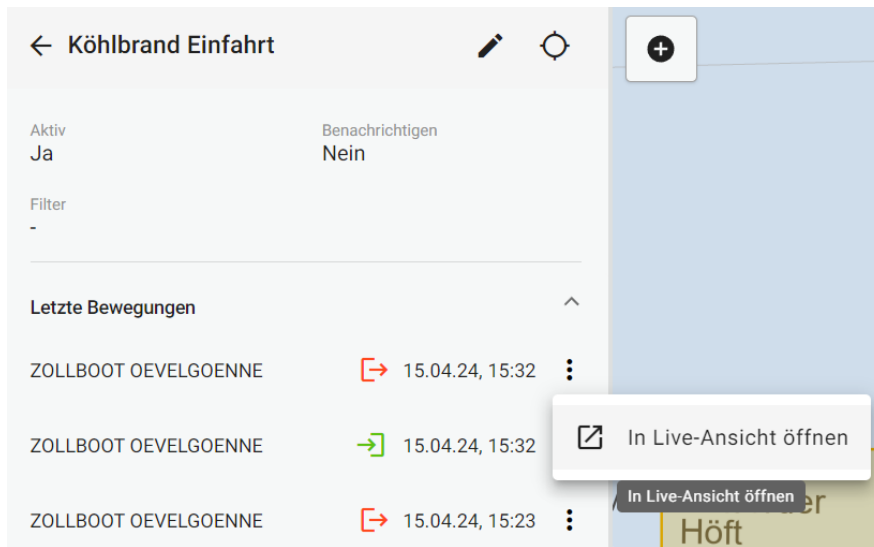 Köhlbrand Einfahrt
Aktiv
Ja
Benachrichtigen
Nein
Filter
-
Letzte Bewegungen
ZOLLBOOT OEVELGOENNE 15.04.24, 15:32
In Live-Ansicht öffnen
ZOLLBOOT OEVELGOENNE 15.04.24, 15:32
In Live-Ansicht öffnen
ZOLLBOOT OEVELGOENNE 15.04.24, 15:23
Höft